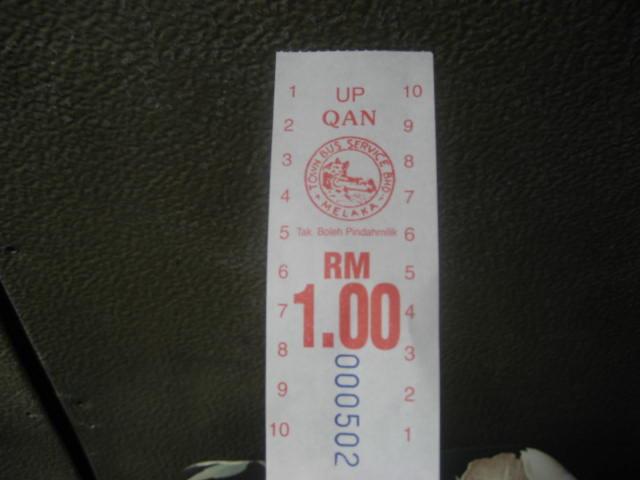 1 UP 10
2 QAN 9
3 TOWN BUS SERVICE BHD 8
4 MELAKA 7
5 Tak Boleh Pindahmilik 6
6 RM 5
7 1.00 4
8 3
9 2
10 1
000502